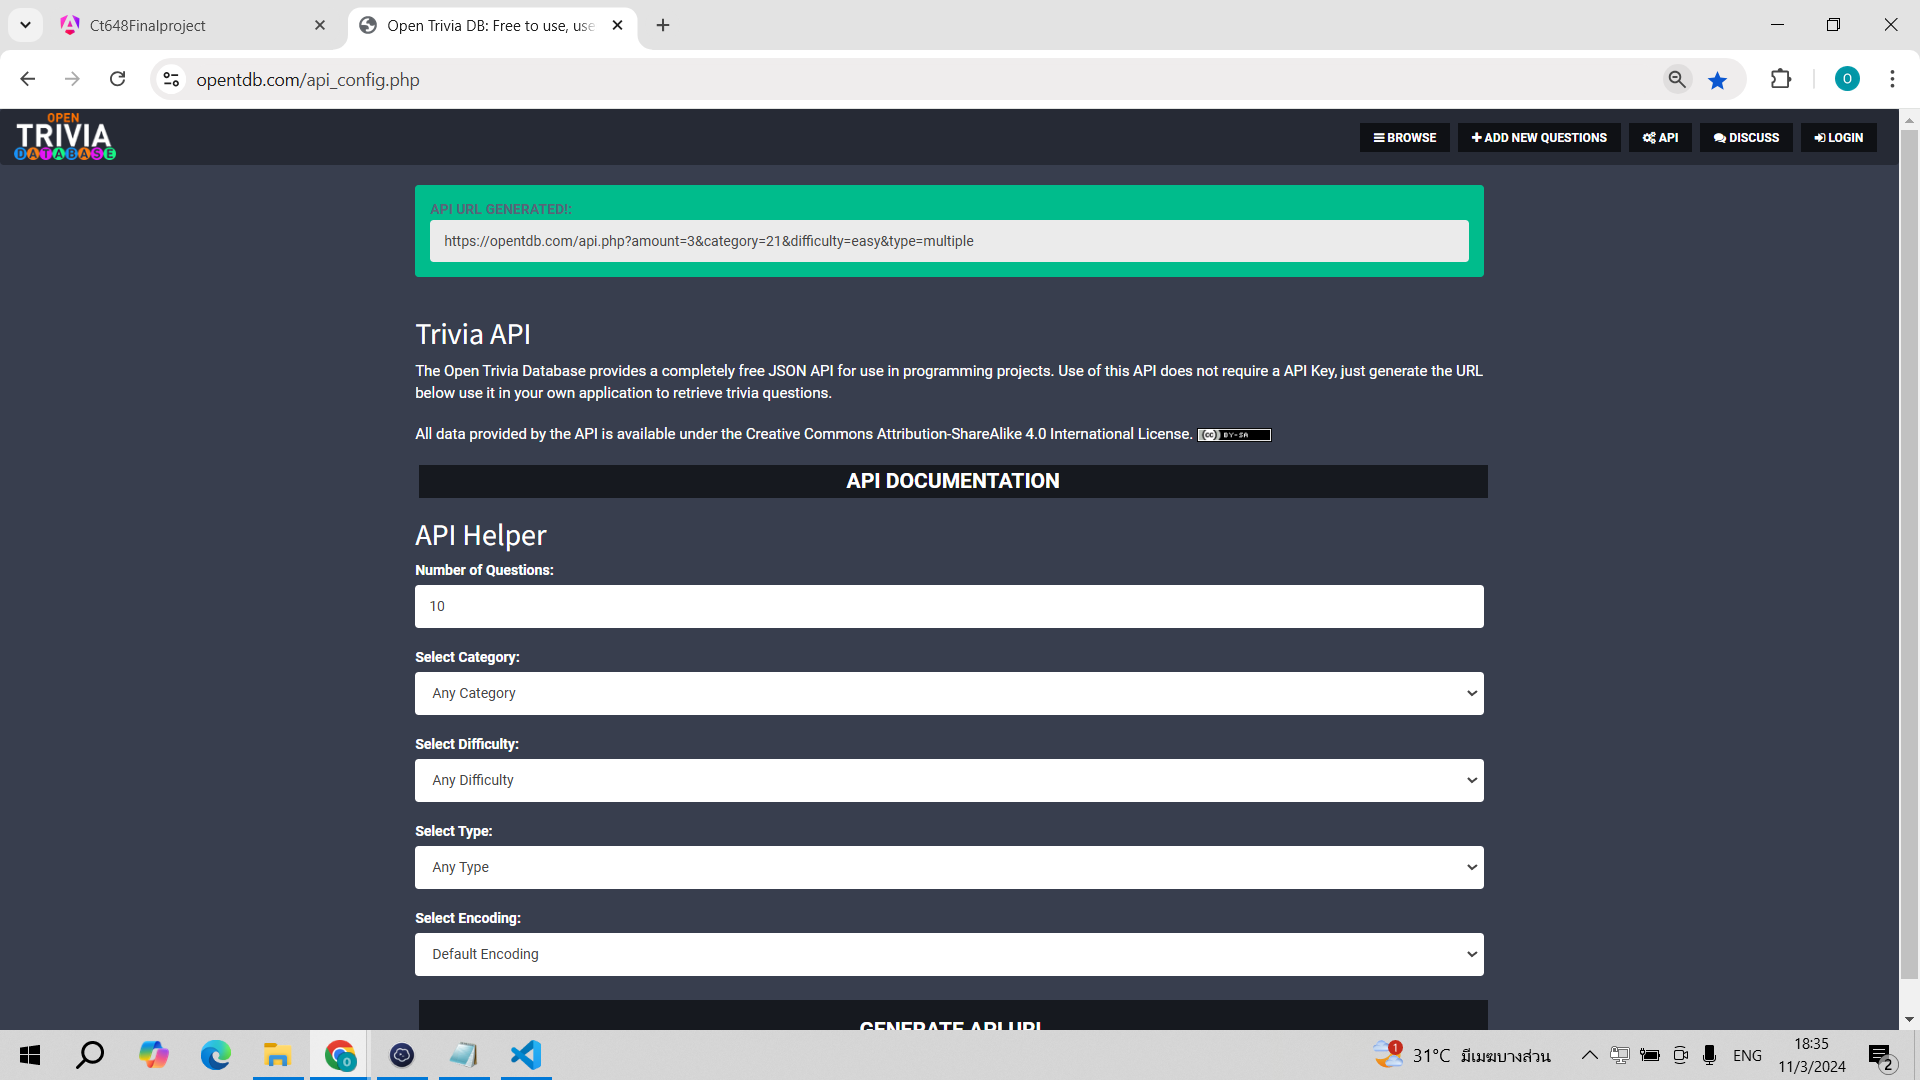 Ct648Finalproject
Open Trivia DB: Free to use, use
opentdb.com/api_config.php
O
OPEN
TRIVIA
DATABASE
BROWSE
ADD NEW QUESTIONS
API
DISCUSS
LOGIN
API URL GENERATED!:
https://opentdb.com/api.php?amount=3&category=21&difficulty=easy&type=multiple
Trivia API
The Open Trivia Database provides a completely free JSON API for use in programming projects. Use of this API does not require a API Key, just generate the URL
below use it in your own application to retrieve trivia questions.
All data provided by the API is available under the Creative Commons Attribution-ShareAlike 4.0 International License.
cc BY-SA
API DOCUMENTATION
API Helper
Number of Questions:
10
Select Category:
Any Category
Select Difficulty:
Any Difficulty
Select Type:
Any Type
Select Encoding:
Default Encoding
GENERATE API URL
1
31°C มีเมฆบางส่วน
ENG
18:35
11/3/2024
2